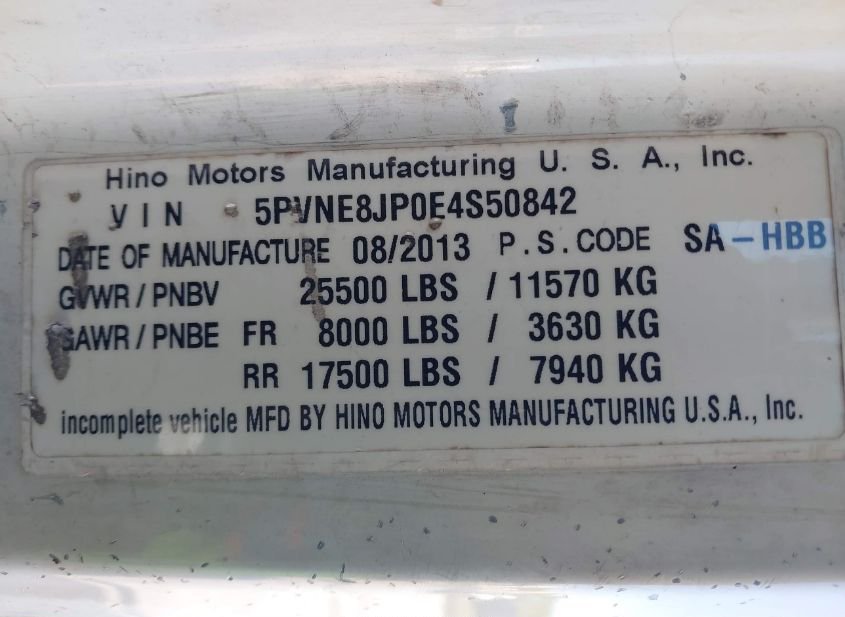 Hino Motors Manufacturing U. S. A., Inc.
VIN 5PVNE8JP0E4S50842
DATE OF MANUFACTURE 08/2013 P.S.CODE SA-HBB
GVWR/PNBV 25500 LBS / 11570 KG
GAWR/PNBE FR 8000 LBS / 3630 KG
RR 17500 LBS / 7940 KG
incomplete vehicle MFD BY HINO MOTORS MANUFACTURING U.S.A., Inc.